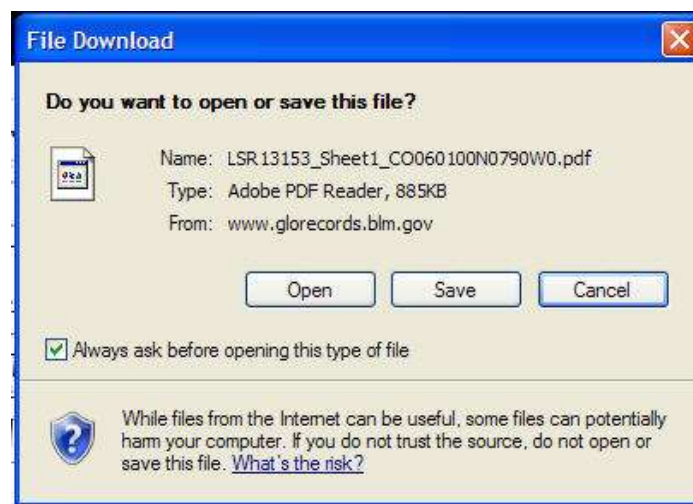 File Download
Do you want to open or save this file?
Name: LSR13153_Sheet1_CO060100N0790W0.pdf
Type: Adobe PDF Reader, 885KB
From: www.glorecords.blm.gov
Open Save Cancel
Always ask before opening this type of file
While files from the Internet can be useful, some files can potentially
harm your computer. If you do not trust the source, do not open or
save this file. What's the risk?